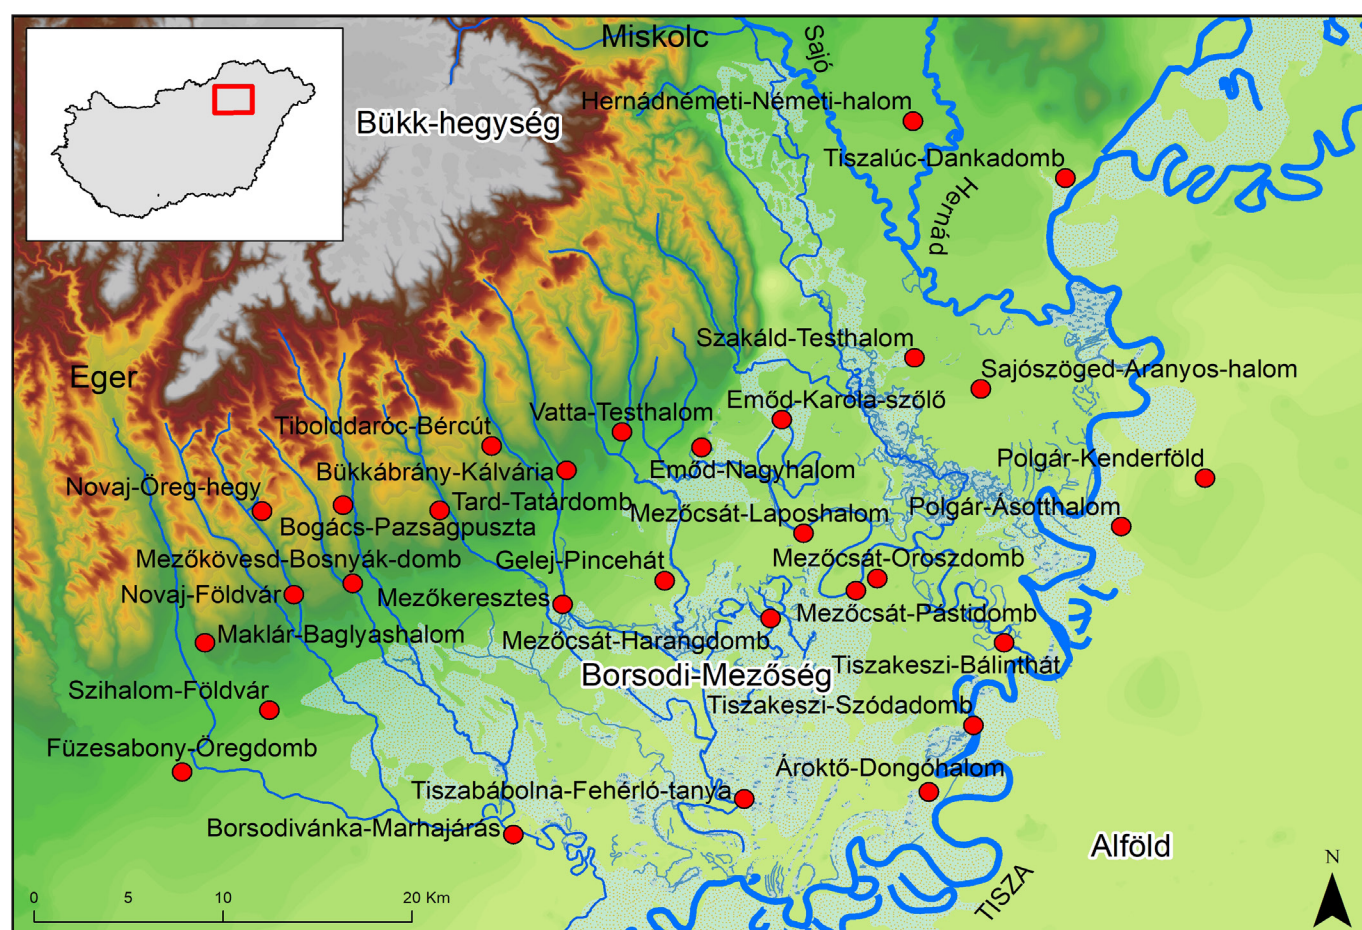 Miskolc
Sajó
Hernádnémeti-Németi-halom
Bükk-hegység
Tiszalúc-Dankadomb
Hernád
Szakáld-Testhalom
Sajószöged-Aranyos-halom
Eger
Emőd-Karola-szőlő
Vatta-Testhalom
Tibolddaróc-Bércút
Emőd-Nagyhalom
Bükkábrány-Kálvária
Polgár-Kenderföld
Novaj-Öreg-hegy
Tard-Tatárdomb
Mezőcsát-Laposhalom
Polgár-Ásotthalom
Bogács-Pazsagpuszta
Mezőkövesd-Bosnyák-domb
Gelej-Pincehát
Mezőcsát-Oroszdomb
Novaj-Földvár
Mezőkeresztes
Mezőcsát-Pástidomb
Maklár-Baglyashalom
Mezőcsát-Harangdomb
Tiszakeszi-Bálinthát
Borsodi-Mezőség
Szihalom-Földvár
Tiszakeszi-Szódadomb
Füzesabony-Öregdomb
Ároktő-Dongóhalom
Tiszabábolna-Fehérló-tanya
Borsodivánka-Marhajárás
Alföld
TISZA
N
0 5 10 20 Km